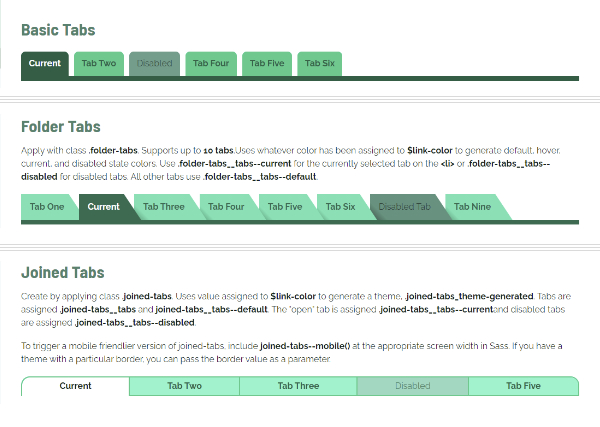 Basic Tabs
Current Tab Two Disabled Tab Four Tab Five Tab Six
Folder Tabs
Apply with class .folder-tabs. Supports up to 10 tabs.Uses whatever color has been assigned to $link-color to generate default, hover,
current, and disabled state colors. Use .folder-tabs__tabs--current for the currently selected tab on the <li> or .folder-tabs__tabs--
disabled for disabled tabs. All other tabs use .folder-tabs__tabs--default.
Tab One Current Tab Three Tab Four Tab Five Tab Six Disabled Tab Tab Nine
Joined Tabs
Create by applying class .joined-tabs. Uses value assigned to $link-color to generate a theme, .joined-tabs_theme-generated. Tabs are
assigned .joined-tabs__tabs and joined-tabs__tabs--default. The "open" tab is assigned .joined-tabs__tabs--currentand disabled tabs
are assigned .joined-tabs__tabs--disabled.
To trigger a mobile friendlier version of joined-tabs, include joined-tabs--mobile() at the appropriate screen width in Sass. If you have a
theme with a particular border, you can pass the border value as a parameter.
Current Tab Two Tab Three Disabled Tab Five